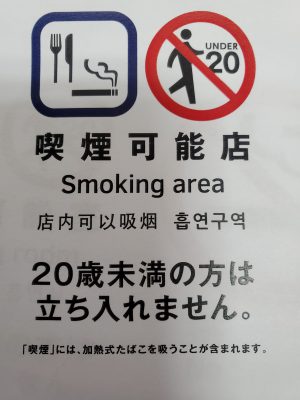 UNDER
20
喫煙可能店
Smoking area
店内可以吸烟 흡연구역
20歳未満の方は
立ち入れません。
「喫煙」には、加熱式たばこを吸うことが含まれます。